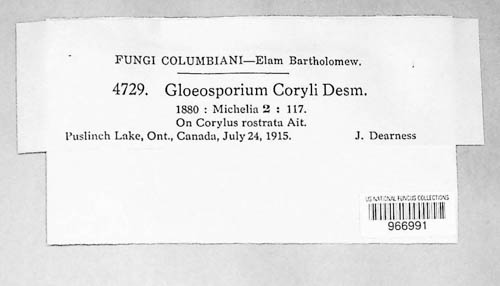 FUNGI COLUMBIANI—Elam Bartholomew.
4729. Gloeosporium Coryli Desm.
1880 : Michelia 2 : 117.
On Corylus rostrata Ait.
Puslinch Lake, Ont., Canada, July 24, 1915. J. Dearness
US NATIONAL FUNGUS COLLECTIONS
966991